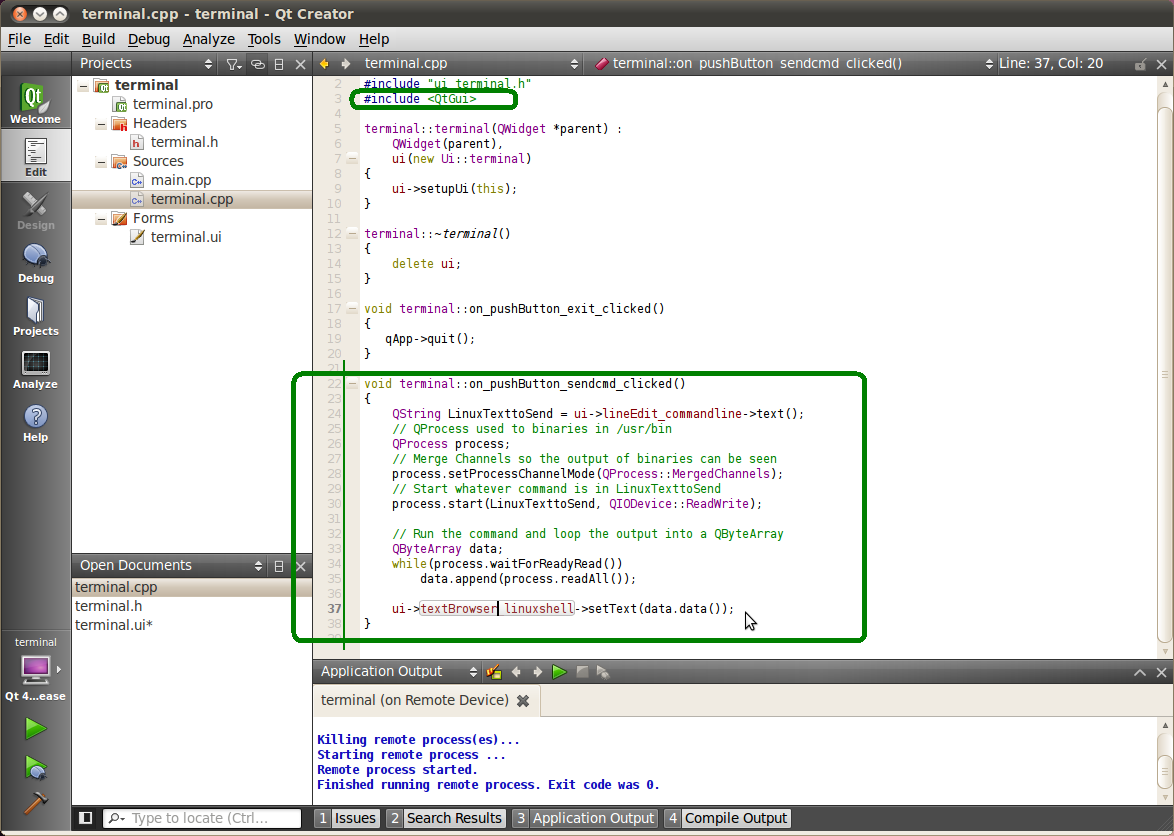 terminal.cpp - terminal - Qt Creator
File Edit Build Debug Analyze Tools Window Help
Projects
terminal.cpp
terminal::on_pushButton_sendcmd_clicked()
Line: 37, Col: 20
Qt
Welcome
Edit
Design
Debug
Projects
Analyze
Help
terminal
terminal.pro
Headers
terminal.h
Sources
main.cpp
terminal.cpp
Forms
terminal.ui
Open Documents
terminal.cpp
terminal.h
terminal.ui*
terminal
Qt 4...ease
2 #include "ui_terminal.h"
3 #include <QtGui>
4
5 terminal::terminal(QWidget *parent) :
6 QWidget(parent),
7 ui(new Ui::terminal)
8 {
9 ui->setupUi(this);
10 }
11
12 terminal::~terminal()
13 {
14 delete ui;
15 }
16
17 void terminal::on_pushButton_exit_clicked()
18 {
19 qApp->quit();
20 }
21
22 void terminal::on_pushButton_sendcmd_clicked()
23 {
24 QString LinuxTexttoSend = ui->lineEdit_commandline->text();
25 // QProcess used to binaries in /usr/bin
26 QProcess process;
27 // Merge Channels so the output of binaries can be seen
28 process.setProcessChannelMode(QProcess::MergedChannels);
29 // Start whatever command is in LinuxTexttoSend
30 process.start(LinuxTexttoSend, QIODevice::ReadWrite);
31
32 // Run the command and loop the output into a QByteArray
33 QByteArray data;
34 while(process.waitForReadyRead())
35 data.append(process.readAll());
36
37 ui->textBrowser_linuxshell->setText(data.data());
38 }
39
Application Output
terminal (on Remote Device)
Killing remote process(es)...
Starting remote process ...
Remote process started.
Finished running remote process. Exit code was 0.
Type to locate (Ctrl...
1 Issues
2 Search Results
3 Application Output
4 Compile Output